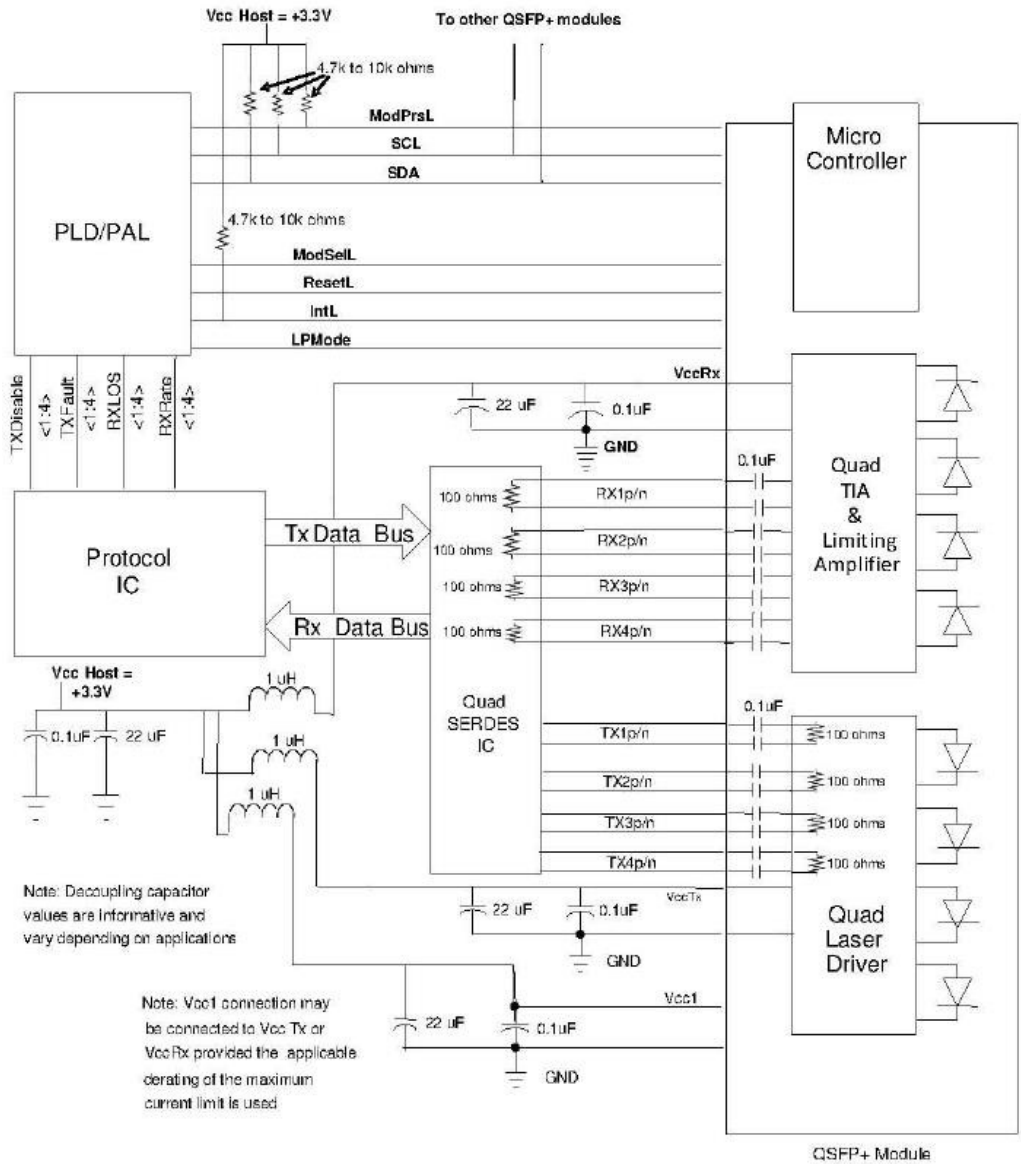 Vcc Host = +3.3V
To other QSFP+ modules
4.7k to 10k ohms
ModPrsL
SCL
SDA
Micro
Controller
PLD/PAL
4.7k to 10k ohms
ModSelL
ResetL
IntL
LPMode
TXDisable
<1:4>
TXFault
<1:4>
RXLOS
<1:4>
RXRate
<1:4>
VccRx
22 uF
0.1uF
GND
0.1uF
Quad
TIA
&
Limiting
Amplifier
100 ohms
RX1p/n
100 ohms
RX2p/n
100 ohms
RX3p/n
100 ohms
RX4p/n
Protocol
IC
Tx Data Bus
Rx Data Bus
Vcc Host =
+3.3V
0.1uF
22 uF
1 uH
1 uH
1 uH
Quad
SERDES
IC
0.1uF
TX1p/n
100 ohms
TX2p/n
100 ohms
TX3p/n
100 ohms
TX4p/n
100 ohms
VccTx
22 uF
0.1uF
GND
Quad
Laser
Driver
Note: Decoupling capacitor
values are informative and
vary depending on applications
Vcc1
22 uF
0.1uF
GND
Note: Vcc1 connection may
be connected to Vcc Tx or
VccRx provided the applicable
derating of the maximum
current limit is used
QSFP+ Module